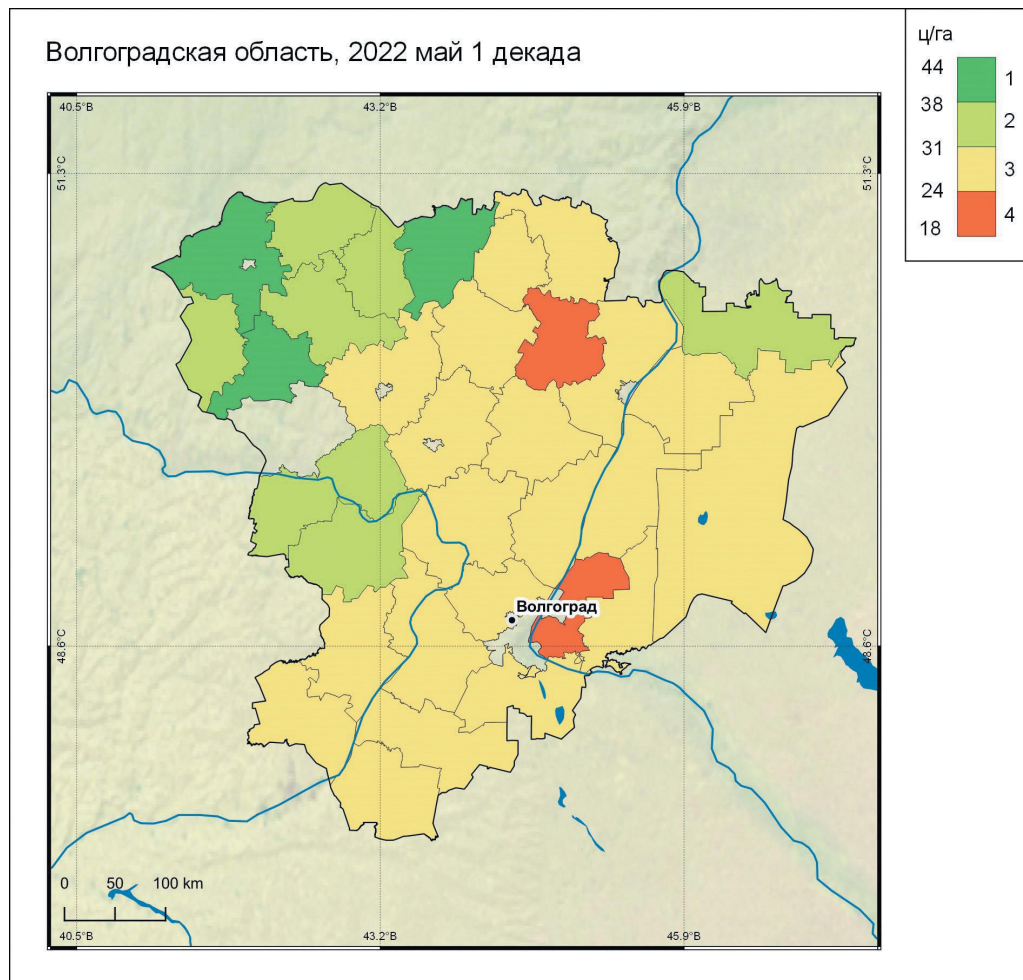 Волгоградская область, 2022 май 1 декада
ц/га
44
1
38
2
31
3
24
4
18
40.5°В
43.2°В
45.9°В
51.3°С
51.3°С
Волгоград
48.6°С
48.6°С
0 50 100 km
40.5°В
43.2°В
45.9°В